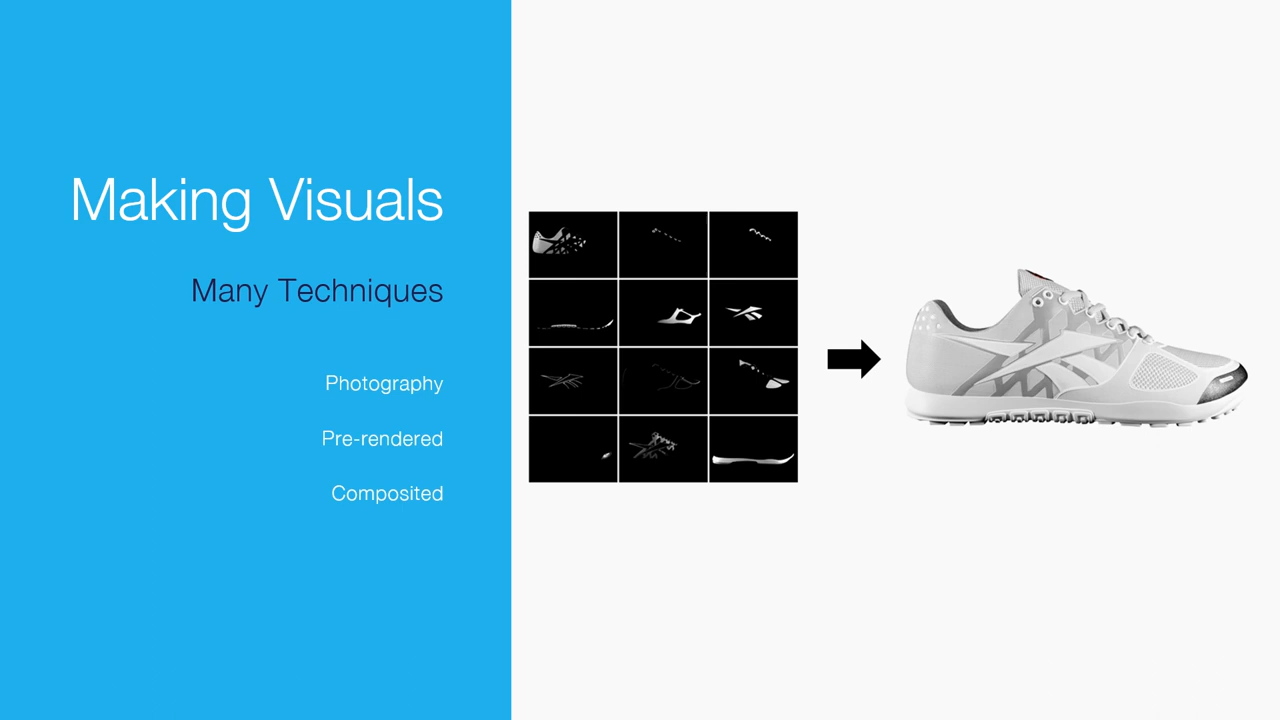 Making Visuals
Many Techniques
Photography
Pre-rendered
Composited